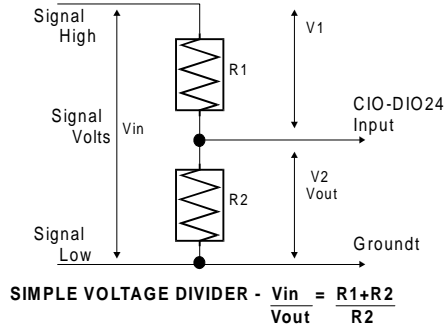 Signal
High
V1
R1
CIO-DIO24
Input
Signal
Volts
Vin
V2
Vout
R2
Signal
Low
Groundt
SIMPLE VOLTAGE DIVIDER - Vin = R1+R2
Vout R2